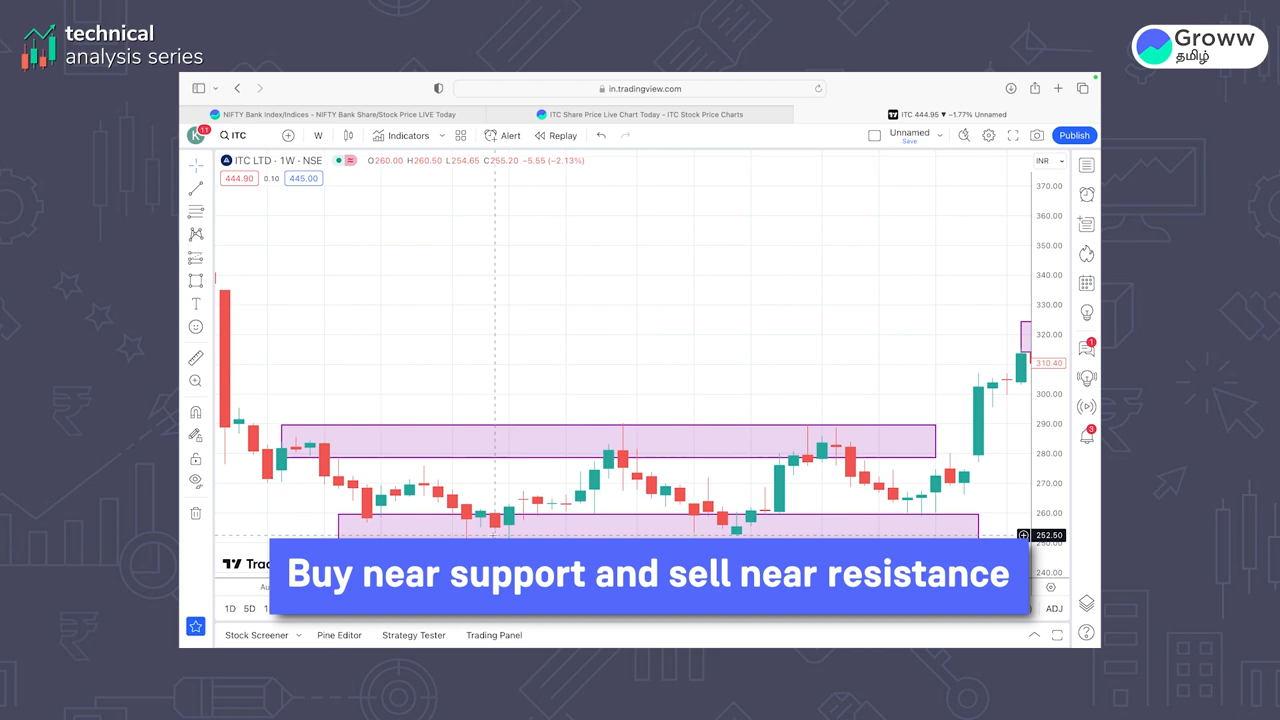 technical
analysis series
Groww
தமிழ்
in.tradingview.com
NIFTY Bank Index/Indices - NIFTY Bank Share/Stock Price LIVE Today
ITC Share Price Live Chart Today - ITC Stock Price Charts
ITC 444.95 ▼ −1.77% Unnamed
K 11
ITC
W
Indicators
Alert
Replay
Unnamed
Save
Publish
ITC LTD · 1W · NSE
O260.00 H260.50 L254.65 C255.20 −5.55 (−2.13%)
INR
444.90 0.10 445.00
370.00
360.00
350.00
340.00
330.00
320.00
310.40
300.00
290.00
280.00
270.00
260.00
252.50
240.00
1
3
Buy near support and sell near resistance
1D 5D
ADJ
Stock Screener
Pine Editor
Strategy Tester
Trading Panel